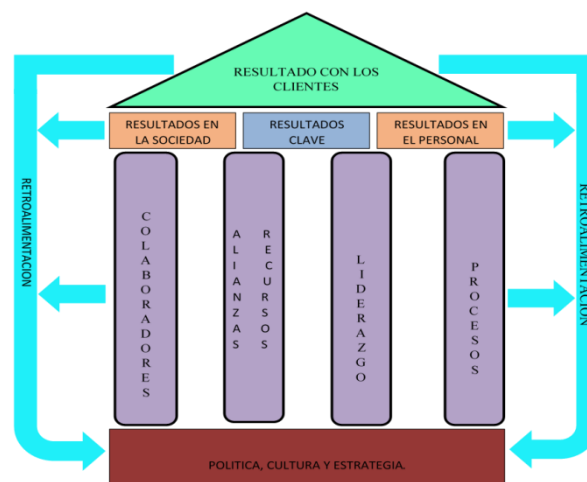 RESULTADO CON LOS
CLIENTES
RESULTADOS EN
LA SOCIEDAD
RESULTADOS
CLAVE
RESULTADOS EN
EL PERSONAL
RETROALIMENTACION
COLABORADORES
ALIANZAS
RECURSOS
LIDERAZGO
PROCESOS
RETROALIMENTACION
POLITICA, CULTURA Y ESTRATEGIA.